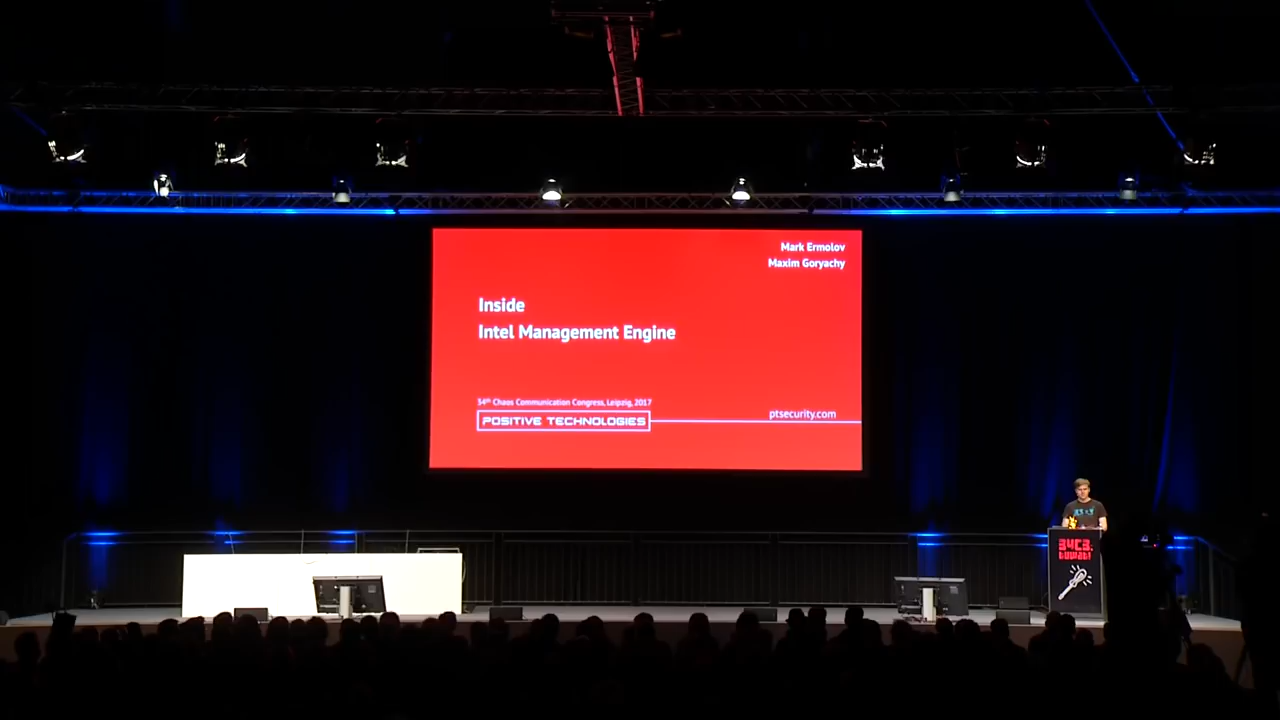 Mark Ermolov
Maxim Goryachy
Inside
Intel Management Engine
34th Chaos Communication Congress, Leipzig, 2017
POSITIVE TECHNOLOGIES
ptsecurity.com
34C3.
tuwat!